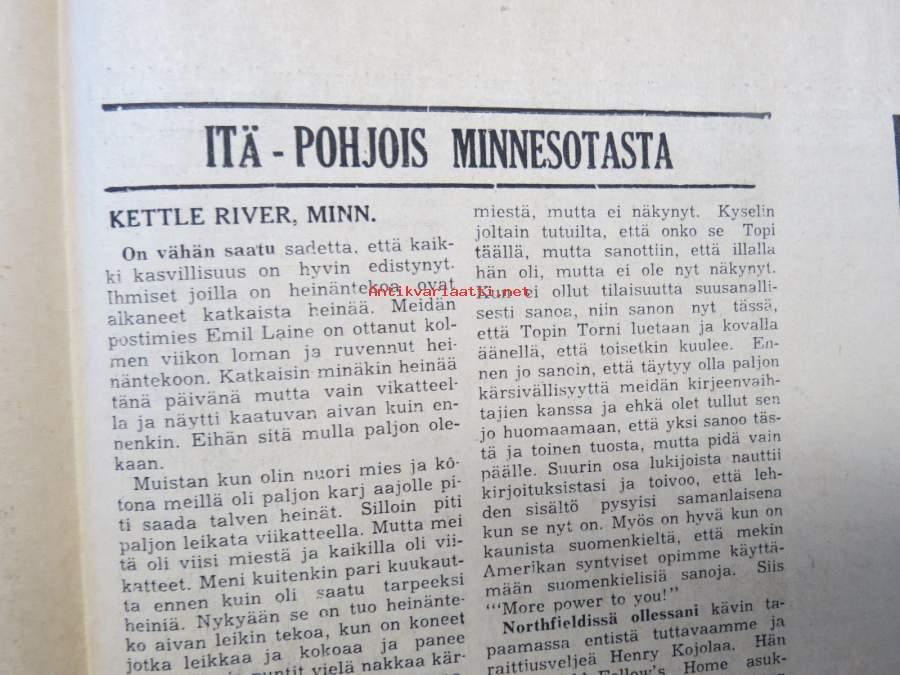 ITÄ - POHJOIS MINNESOTASTA
KETTLE RIVER, MINN.
On vähän saatu sadetta, että kaik-
ki kasvillisuus on hyvin edistynyt.
Ihmiset joilla on heinäntekoa ovat
alkaneet katkaista heinää. Meidän
postimies Emil Laine on ottanut kol-
men viikon loman ja ruvennut hei-
näntekoon. Katkaisin minäkin heinää
tänä päivänä mutta vain vikatteel-
la ja näytti kaatuvan aivan kuin en-
nenkin. Eihän sitä mulla paljon ole-
kaan.
Muistan kun olin nuori mies ja ko-
tona meillä oli paljon karj aajolle pi-
ti saada talven heinät. Silloin piti
paljon leikata viikatteella. Mutta mei
tä oli viisi miestä ja kaikilla oli vii-
katteet. Meni kuitenkin pari kuukaut-
ta ennen kuin oli saatu tarpeeksi
heiniä. Nykyään se on tuo heinänte-
ko aivan leikin tekoa, kun on koneet
jotka leikkaa ja kokoaa ja panee
puntit vielä nakkaa kär-
miestä, mutta ei näkynyt. Kyselin
joltain tutuilta, että onko se Topi
täällä, mutta sanottiin, että illalla
hän oli, mutta ei ole nyt näkynyt.
Kun ei ollut tilaisuutta suusanalli-
sesti sanoa, niin sanon nyt tässä,
että Topin Torni luetaan ja kovalla
äänellä, että toisetkin kuulee. En-
nen jo sanoin, että täytyy olla paljon
kärsivällisyyttä meidän kirjeenvaih-
tajien kanssa ja ehkä olet tullut sen
jo huomaamaan, että yksi sanoo täs-
tä ja toinen tuosta, mutta pidä vain
päälle. Suurin osa lukijoista nauttii
kirjoituksistasi ja toivoo, että leh-
den sisältö pysyisi samanlaisena
kun se nyt on. Myös on hyvä kun on
kaunista suomenkieltä, että mekin
Amerikan syntyiset opimme käyttä-
mään suomenkielisiä sanoja. Siis
"'More power to you!"
Northfieldissä ollessani kävin ta-
paamassa entistä tuttavaamme ja
raittiusveljeä Henry Kojolaa. Hän
Fellow's Home asuk-
Antikvariaatki.net